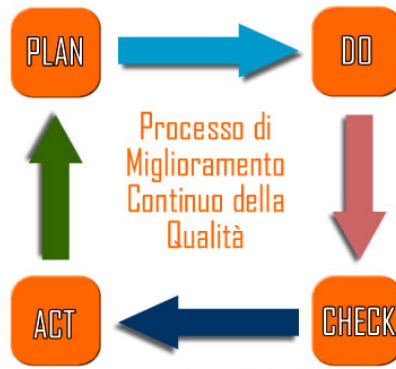 PLAN
DO
Processo di
Miglioramento
Continuo della
Qualità
ACT
CHECK